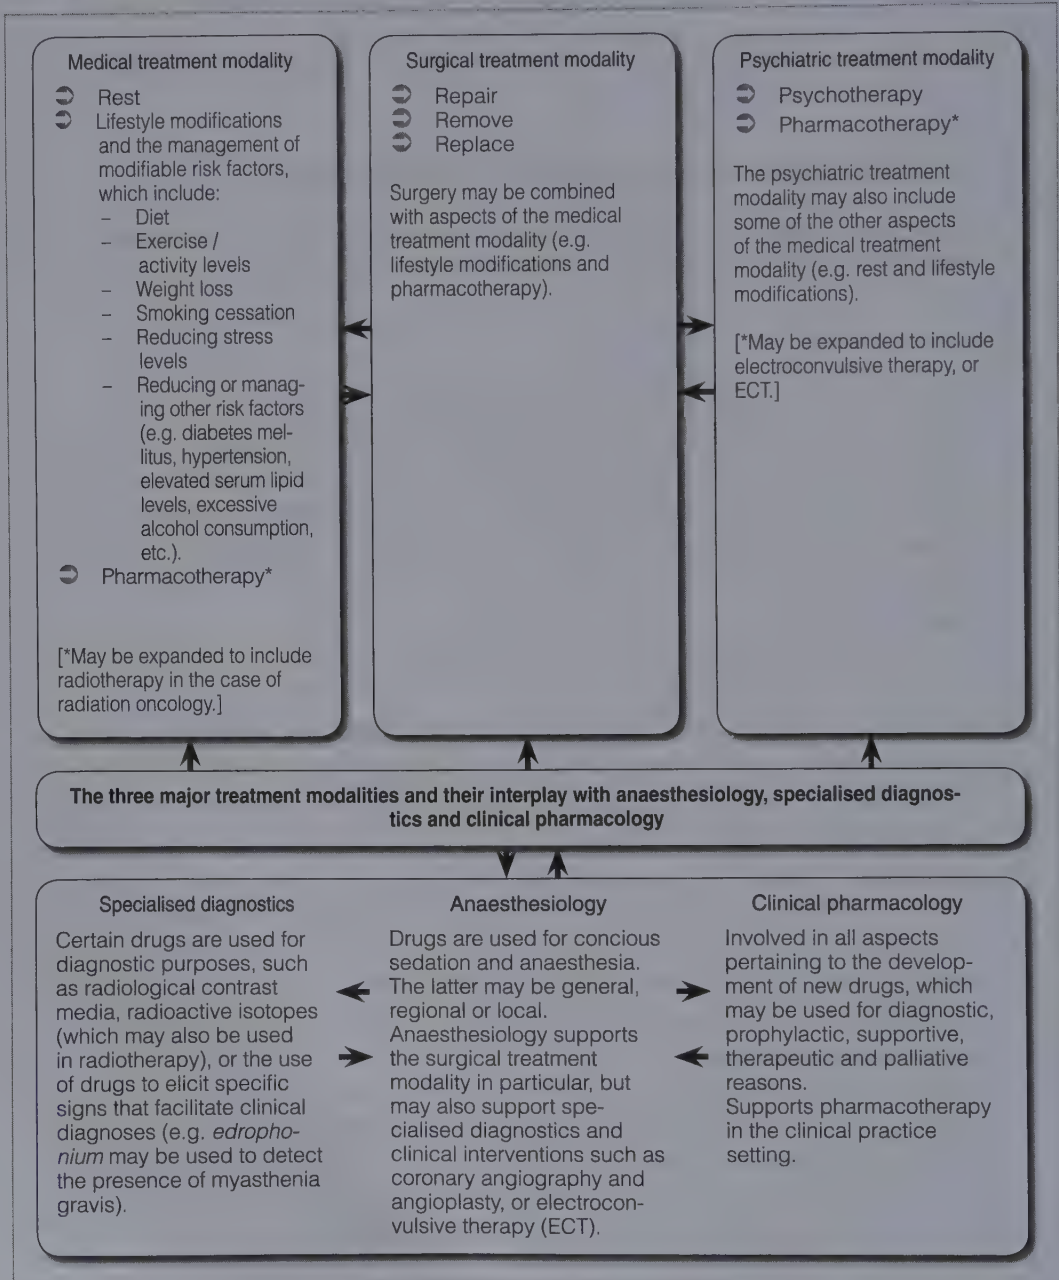 Medical treatment modality
➲ Rest
➲ Lifestyle modifications
and the management of
modifiable risk factors,
which include:
– Diet
– Exercise /
activity levels
– Weight loss
– Smoking cessation
– Reducing stress
levels
– Reducing or manag-
ing other risk factors
(e.g. diabetes mel-
litus, hypertension,
elevated serum lipid
levels, excessive
alcohol consumption,
etc.).
➲ Pharmacotherapy*
[*May be expanded to include
radiotherapy in the case of
radiation oncology.]
Surgical treatment modality
➲ Repair
➲ Remove
➲ Replace
Surgery may be combined
with aspects of the medical
treatment modality (e.g.
lifestyle modifications and
pharmacotherapy).
Psychiatric treatment modality
➲ Psychotherapy
➲ Pharmacotherapy*
The psychiatric treatment
modality may also include
some of the other aspects
of the medical treatment
modality (e.g. rest and lifestyle
modifications).
[*May be expanded to include
electroconvulsive therapy, or
ECT.]
The three major treatment modalities and their interplay with anaesthesiology, specialised diagnos-
tics and clinical pharmacology
Specialised diagnostics
Certain drugs are used for
diagnostic purposes, such
as radiological contrast
media, radioactive isotopes
(which may also be used
in radiotherapy), or the use
of drugs to elicit specific
signs that facilitate clinical
diagnoses (e.g. edropho-
nium may be used to detect
the presence of myasthenia
gravis).
Anaesthesiology
Drugs are used for concious
sedation and anaesthesia.
The latter may be general,
regional or local.
Anaesthesiology supports
the surgical treatment
modality in particular, but
may also support spe-
cialised diagnostics and
clinical interventions such as
coronary angiography and
angioplasty, or electrocon-
vulsive therapy (ECT).
Clinical pharmacology
Involved in all aspects
pertaining to the develop-
ment of new drugs, which
may be used for diagnostic,
prophylactic, supportive,
therapeutic and palliative
reasons.
Supports pharmacotherapy
in the clinical practice
setting.